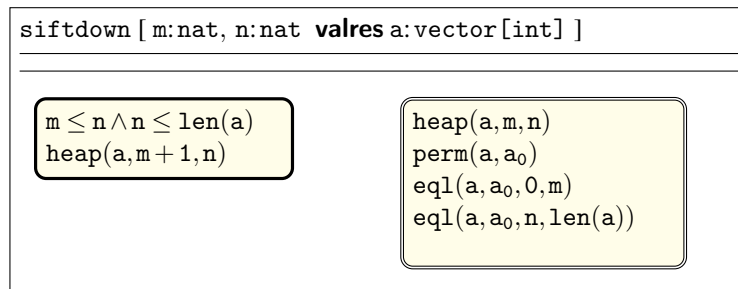 siftdown [ m:nat, n:nat valres a:vector[int] ]
m ≤ n ∧ n ≤ len(a)
heap(a,m+1,n)
heap(a,m,n)
perm(a,a₀)
eql(a,a₀,0,m)
eql(a,a₀,n,len(a))